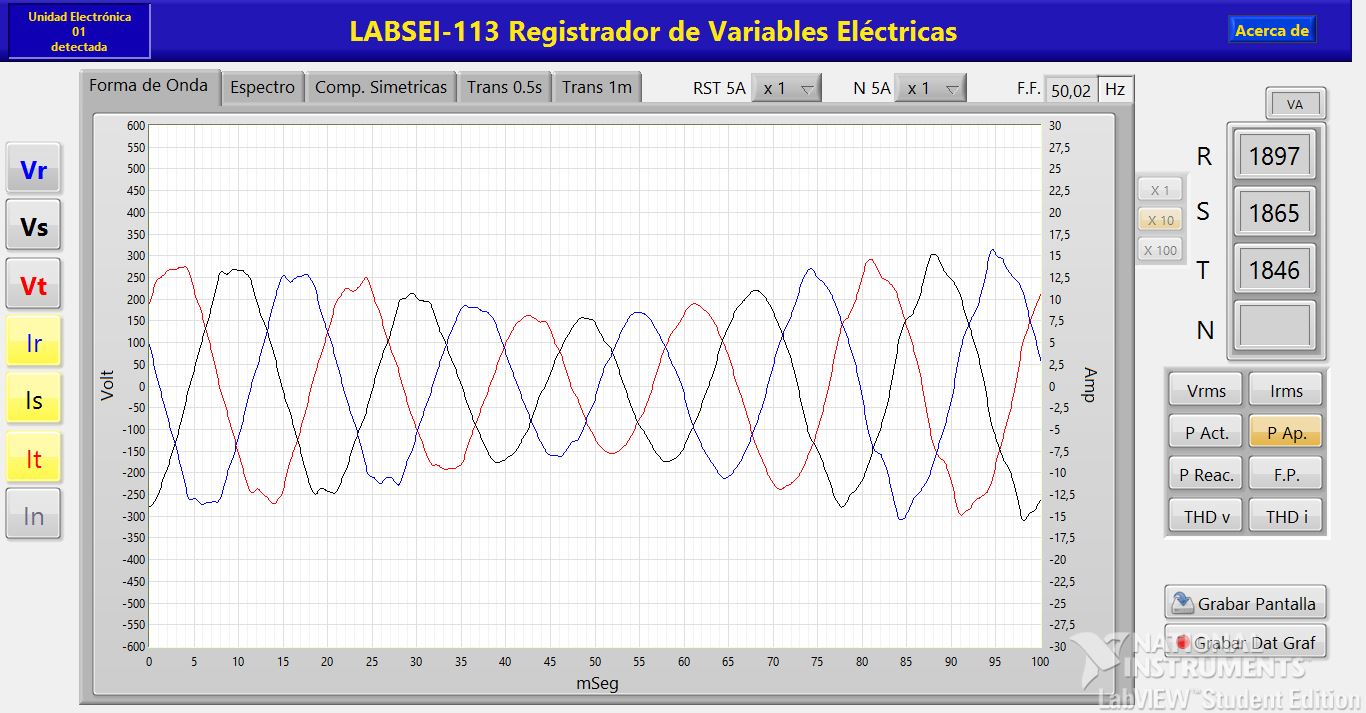 Unidad Electrónica
01
detectada
LABSEI-113 Registrador de Variables Eléctricas
Acerca de
Forma de Onda
Espectro
Comp. Simetricas
Trans 0.5s
Trans 1m
RST 5A
x 1
N 5A
x 1
F.F.
50,02
Hz
VA
Vr
Vs
Vt
Ir
Is
It
In
Volt
600
550
500
450
400
350
300
250
200
150
100
50
0
-50
-100
-150
-200
-250
-300
-350
-400
-450
-500
-550
-600
30
27,5
25
22,5
20
17,5
15
12,5
10
7,5
5
2,5
0
-2,5
-5
-7,5
-10
-12,5
-15
-17,5
-20
-22,5
-25
-27,5
-30
Amp
0 5 10 15 20 25 30 35 40 45 50 55 60 65 70 75 80 85 90 95 100
mSeg
X 1
X 10
X 100
R 1897
S 1865
T 1846
N
Vrms Irms
P Act. P Ap.
P Reac. F.P.
THD v THD i
Grabar Pantalla
Grabar Dat Graf
NATIONAL
INSTRUMENTS
LabVIEW™ Student Edition